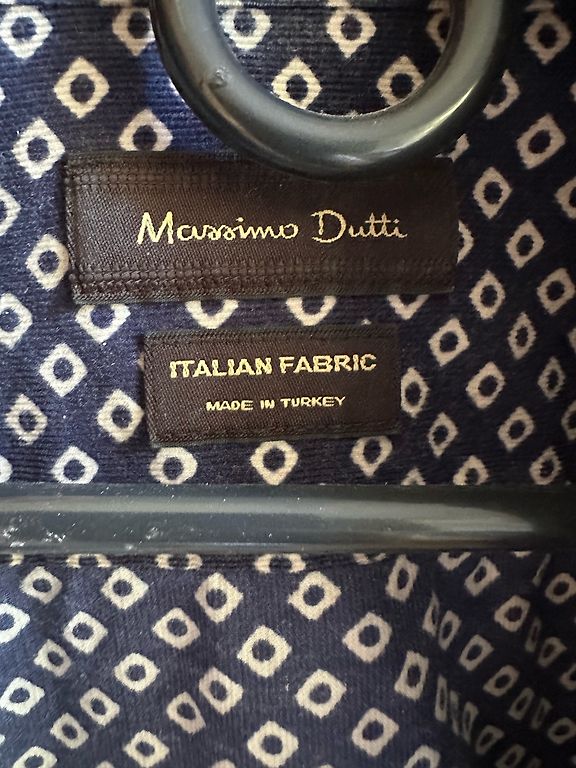 Massimo Dutti
ITALIAN FABRIC
MADE IN TURKEY